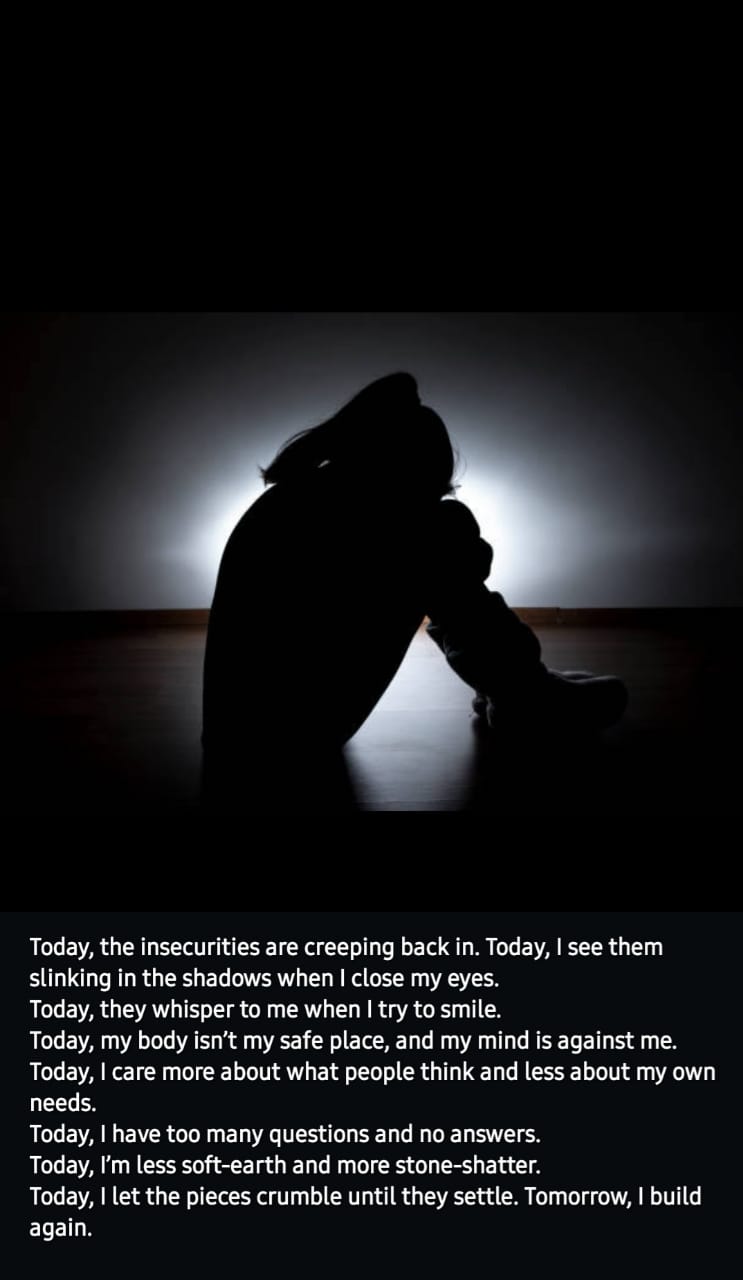 Today, the insecurities are creeping back in. Today, I see them
slinking in the shadows when I close my eyes.
Today, they whisper to me when I try to smile.
Today, my body isn’t my safe place, and my mind is against me.
Today, I care more about what people think and less about my own
needs.
Today, I have too many questions and no answers.
Today, I’m less soft-earth and more stone-shatter.
Today, I let the pieces crumble until they settle. Tomorrow, I build
again.